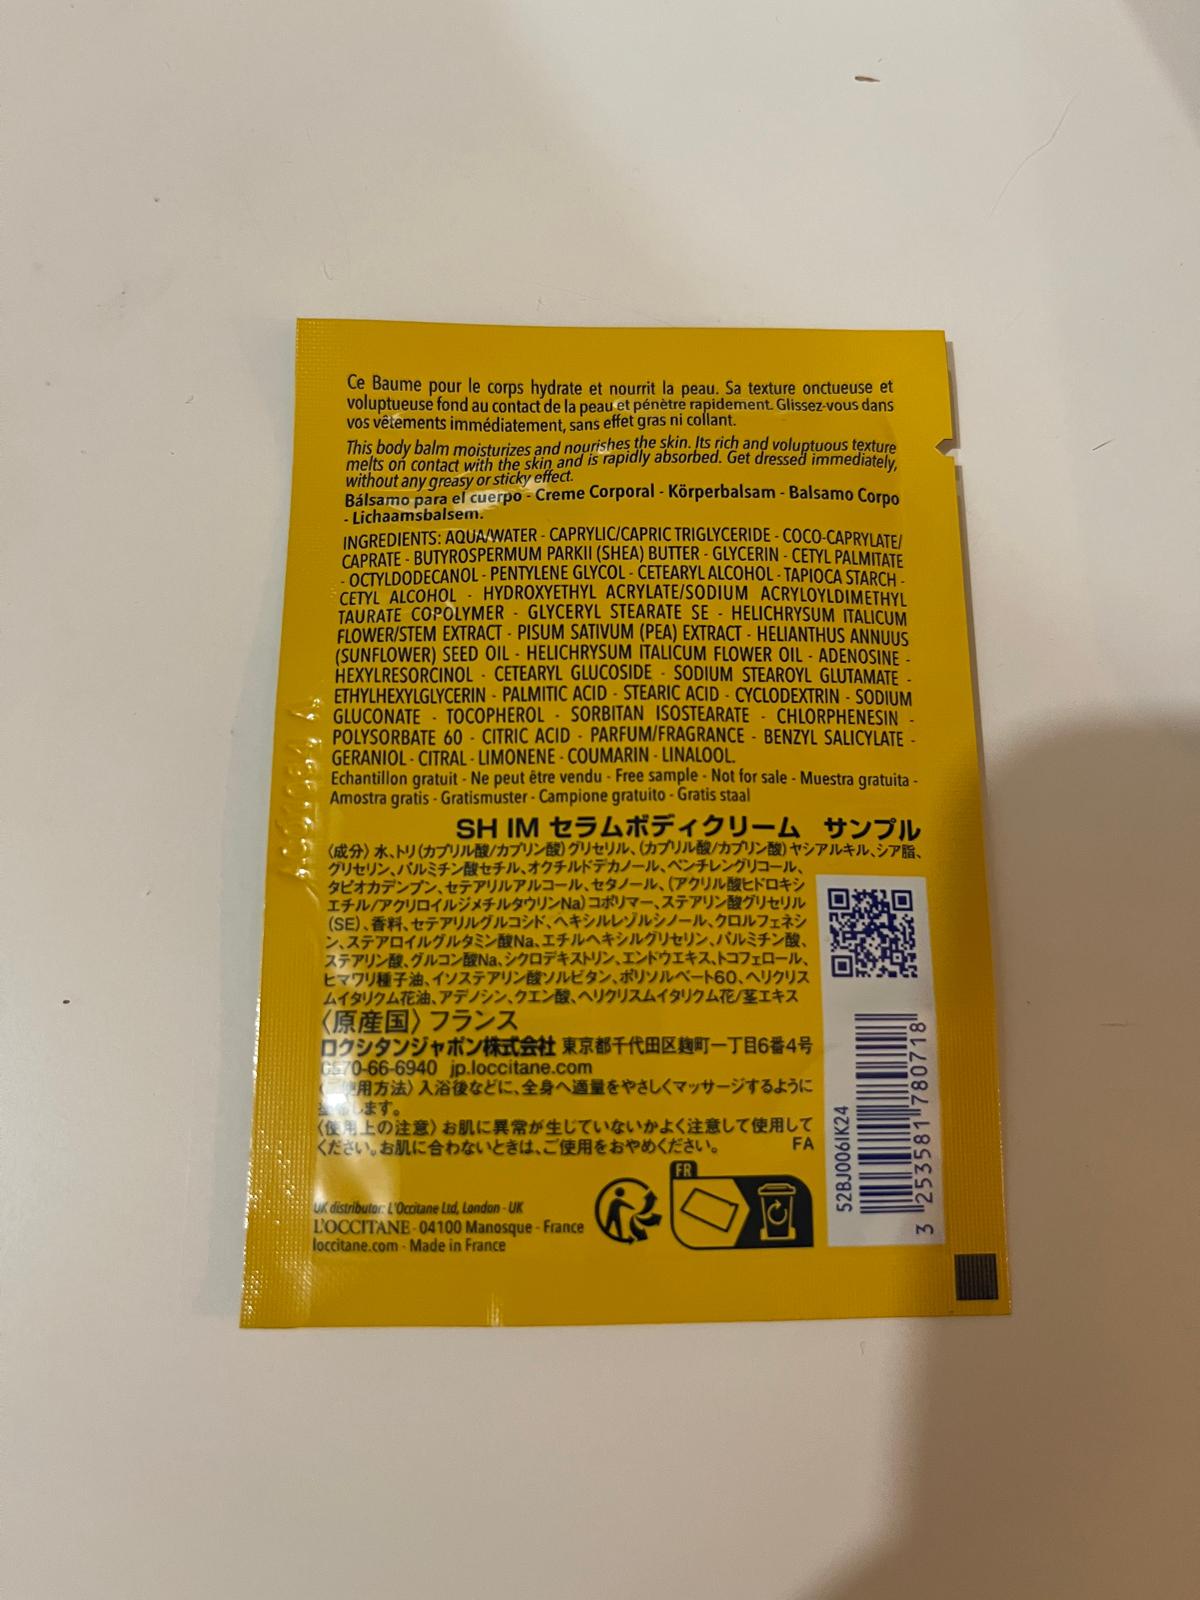 Ce Baume pour le corps hydrate et nourrit la peau. Sa texture onctueuse et
voluptueuse fond au contact de la peau et pénètre rapidement. Glissez-vous dans
vos vêtements immédiatement, sans effet gras ni collant.
This body balm moisturizes and nourishes the skin. Its rich and voluptuous texture
melts on contact with the skin and is rapidly absorbed. Get dressed immediately,
without any greasy or sticky effect.
Bálsamo para el cuerpo - Creme Corporal - Körperbalsam - Balsamo Corpo
- Lichaamsbalsem.
INGREDIENTS: AQUA/WATER - CAPRYLIC/CAPRIC TRIGLYCERIDE - COCO-CAPRYLATE/
CAPRATE - BUTYROSPERMUM PARKII (SHEA) BUTTER - GLYCERIN - CETYL PALMITATE
- OCTYLDODECANOL - PENTYLENE GLYCOL - CETEARYL ALCOHOL - TAPIOCA STARCH -
CETYL ALCOHOL - HYDROXYETHYL ACRYLATE/SODIUM ACRYLOYLDIMETHYL
TAURATE COPOLYMER - GLYCERYL STEARATE SE - HELICHRYSUM ITALICUM
FLOWER/STEM EXTRACT - PISUM SATIVUM (PEA) EXTRACT - HELIANTHUS ANNUUS
(SUNFLOWER) SEED OIL - HELICHRYSUM ITALICUM FLOWER OIL - ADENOSINE -
HEXYLRESORCINOL - CETEARYL GLUCOSIDE - SODIUM STEAROYL GLUTAMATE -
ETHYLHEXYLGLYCERIN - PALMITIC ACID - STEARIC ACID - CYCLODEXTRIN - SODIUM
GLUCONATE - TOCOPHEROL - SORBITAN ISOSTEARATE - CHLORPHENESIN -
POLYSORBATE 60 - CITRIC ACID - PARFUM/FRAGRANCE - BENZYL SALICYLATE -
GERANIOL - CITRAL - LIMONENE - COUMARIN - LINALOOL.
Echantillon gratuit - Ne peut être vendu - Free sample - Not for sale - Muestra gratuita -
Amostra gratis - Gratismuster - Campione gratuito - Gratis staal
SH IM セラムボディクリーム サンプル
〈成分〉水、トリ(カプリル酸/カプリン酸)グリセリル、(カプリル酸/カプリン酸)ヤシアルキル、シア脂、
グリセリン、パルミチン酸セチル、オクチルドデカノール、ペンチレングリコール、
タピオカデンプン、セテアリルアルコール、セタノール、(アクリル酸ヒドロキシ
エチル/アクリロイルジメチルタウリンNa)コポリマー、ステアリン酸グリセリル
(SE)、香料、セテアリルグルコシド、ヘキシルレゾルシノール、クロルフェネシ
ン、ステアロイルグルタミン酸Na、エチルヘキシルグリセリン、パルミチン酸、
ステアリン酸、グルコン酸Na、シクロデキストリン、エンドウエキス、トコフェロール、
ヒマワリ種子油、イソステアリン酸ソルビタン、ポリソルベート60、ヘリクリス
ムイタリクム花油、アデノシン、クエン酸、ヘリクリスムイタリクム花/茎エキス
〈原産国〉フランス
ロクシタンジャポン株式会社 東京都千代田区麹町一丁目6番4号
0570-66-6940 jp.loccitane.com
〈使用方法〉入浴後などに、全身へ適量をやさしくマッサージするように
塗布します。
〈使用上の注意〉お肌に異常が生じていないかよく注意して使用して
ください。お肌に合わないときは、ご使用をおやめください。 FA
UK distributor: L'Occitane Ltd, London - UK
L'OCCITANE - 04100 Manosque - France
loccitane.com - Made in France
FR
52BJ006IK24
3 253581 780718